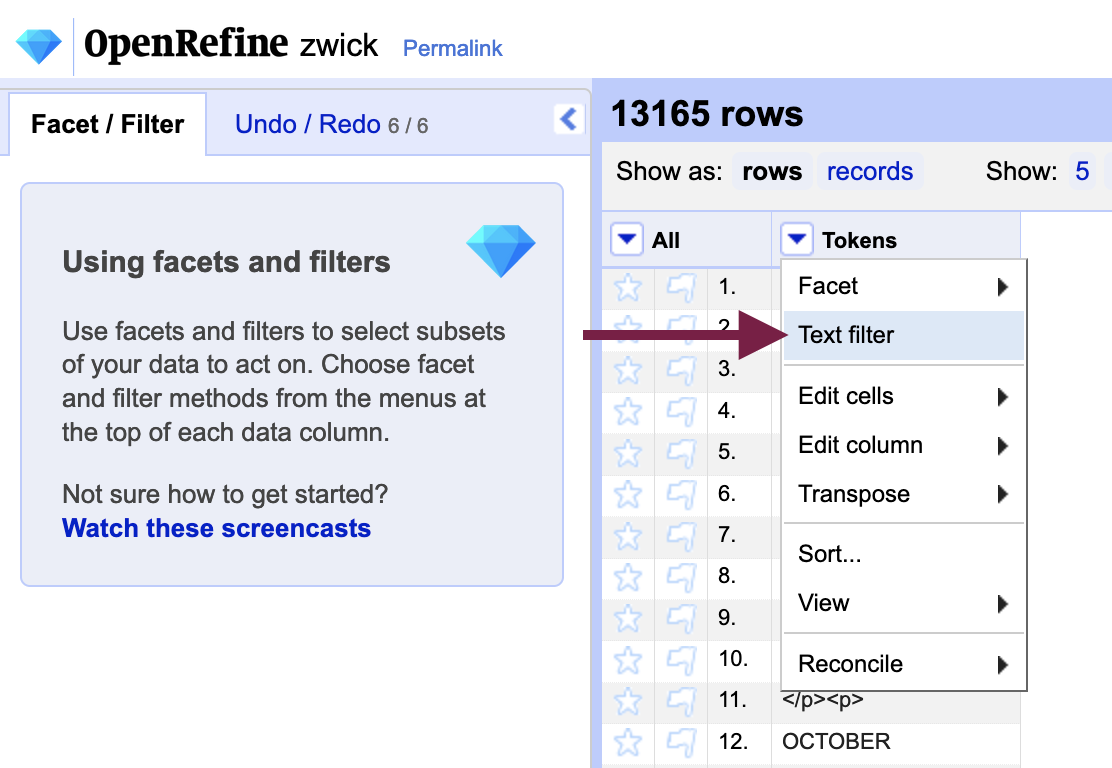 OpenRefine zwick Permalink
Facet / Filter
Undo / Redo 6 / 6
Using facets and filters
Use facets and filters to select subsets
of your data to act on. Choose facet
and filter methods from the menus at
the top of each data column.
Not sure how to get started?
Watch these screencasts
13165 rows
Show as: rows records Show: 5
All
Tokens
1.
2.
3.
4.
5.
6.
7.
8.
9.
10.
11. </p><p>
12. OCTOBER
Facet
Text filter
Edit cells
Edit column
Transpose
Sort...
View
Reconcile